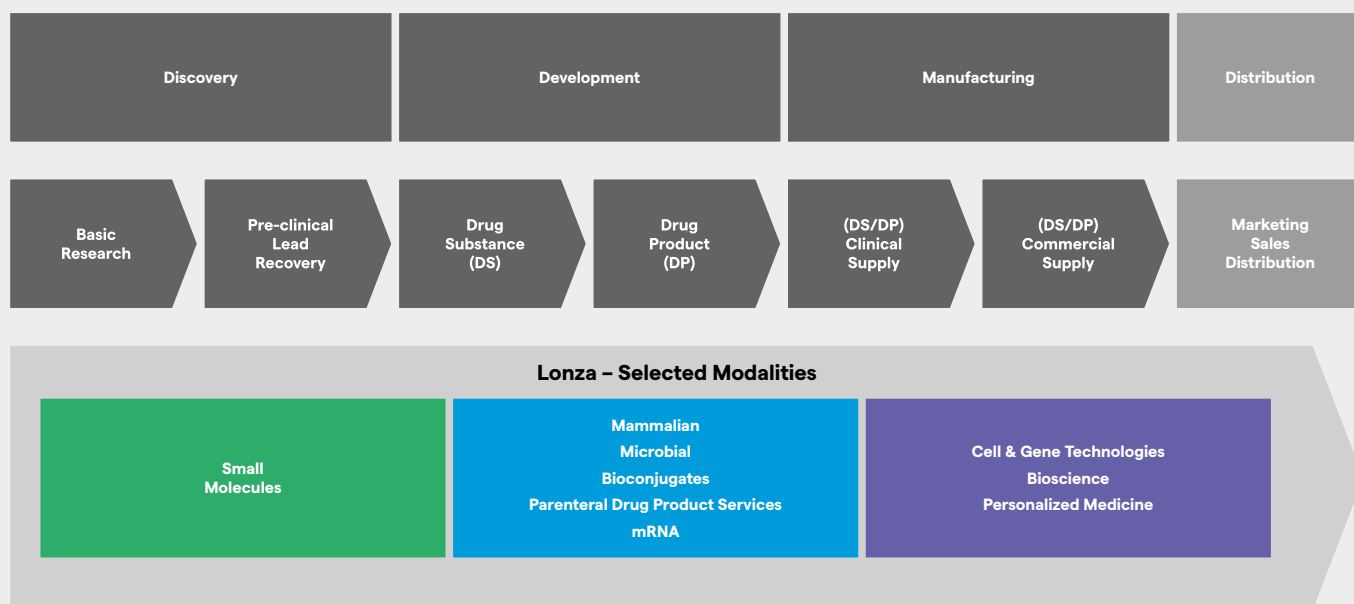 Discovery
Development
Manufacturing
Distribution
Basic
Research
Pre-clinical
Lead
Recovery
Drug
Substance
(DS)
Drug
Product
(DP)
(DS/DP)
Clinical
Supply
(DS/DP)
Commercial
Supply
Marketing
Sales
Distribution
Lonza – Selected Modalities
Small
Molecules
Mammalian
Microbial
Bioconjugates
Parenteral Drug Product Services
mRNA
Cell & Gene Technologies
Bioscience
Personalized Medicine